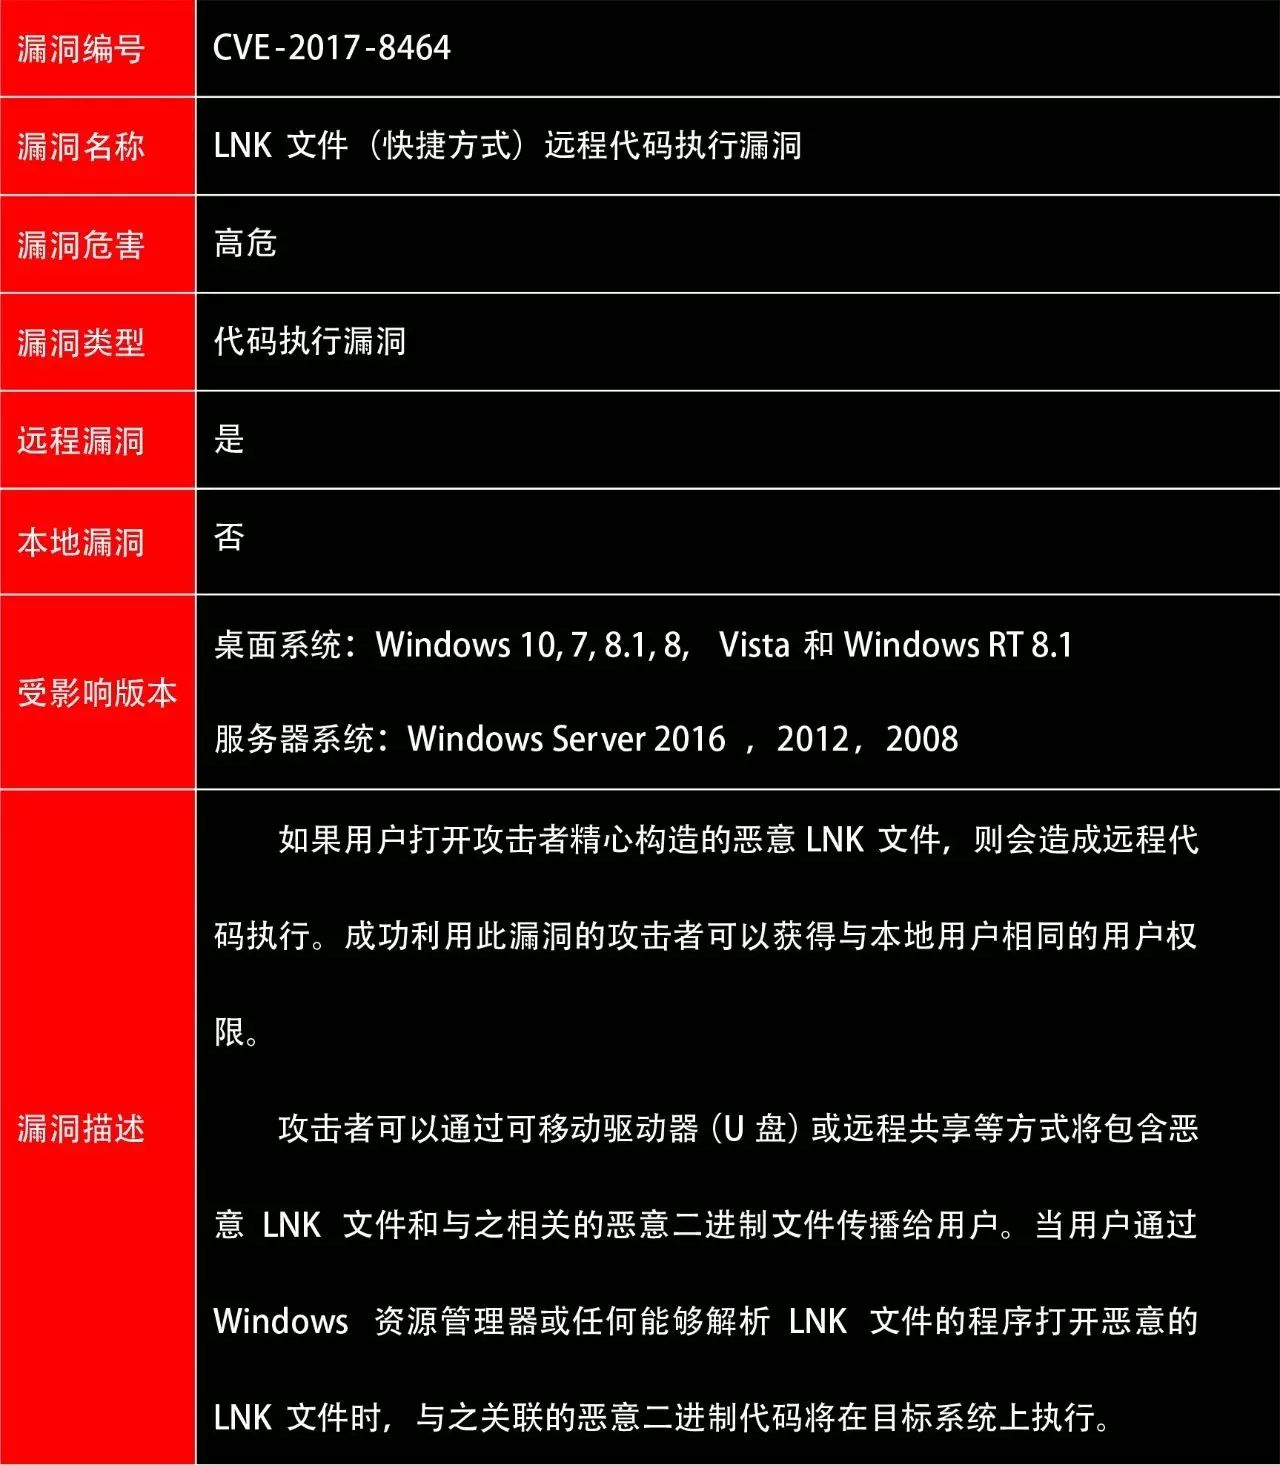 漏洞编号 CVE-2017-8464
漏洞名称 LNK 文件（快捷方式）远程代码执行漏洞
漏洞危害 高危
漏洞类型 代码执行漏洞
远程漏洞 是
本地漏洞 否
受影响版本
桌面系统：Windows 10, 7, 8.1, 8， Vista 和 Windows RT 8.1
服务器系统：Windows Server 2016 ，2012，2008
漏洞描述
如果用户打开攻击者精心构造的恶意 LNK 文件，则会造成远程代
码执行。成功利用此漏洞的攻击者可以获得与本地用户相同的用户权
限。
攻击者可以通过可移动驱动器（U 盘）或远程共享等方式将包含恶
意 LNK 文件和与之相关的恶意二进制文件传播给用户。当用户通过
Windows 资源管理器或任何能够解析 LNK 文件的程序打开恶意的
LNK 文件时，与之关联的恶意二进制代码将在目标系统上执行。